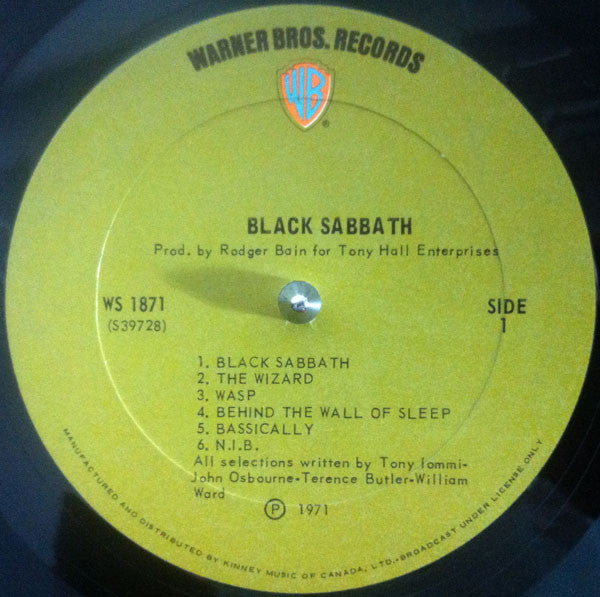 WARNER BROS. RECORDS
WB
®
BLACK SABBATH
Prod. by Rodger Bain for Tony Hall Enterprises
WS 1871
(S39728)
SIDE
1
1. BLACK SABBATH
2. THE WIZARD
3. WASP
4. BEHIND THE WALL OF SLEEP
5. BASSICALLY
6. N.I.B.
All selections written by Tony Iommi-
John Osbourne-Terence Butler-William
Ward
Ⓟ 1971
MANUFACTURED AND DISTRIBUTED BY KINNEY MUSIC OF CANADA, LTD.-BROADCAST UNDER LICENSE ONLY